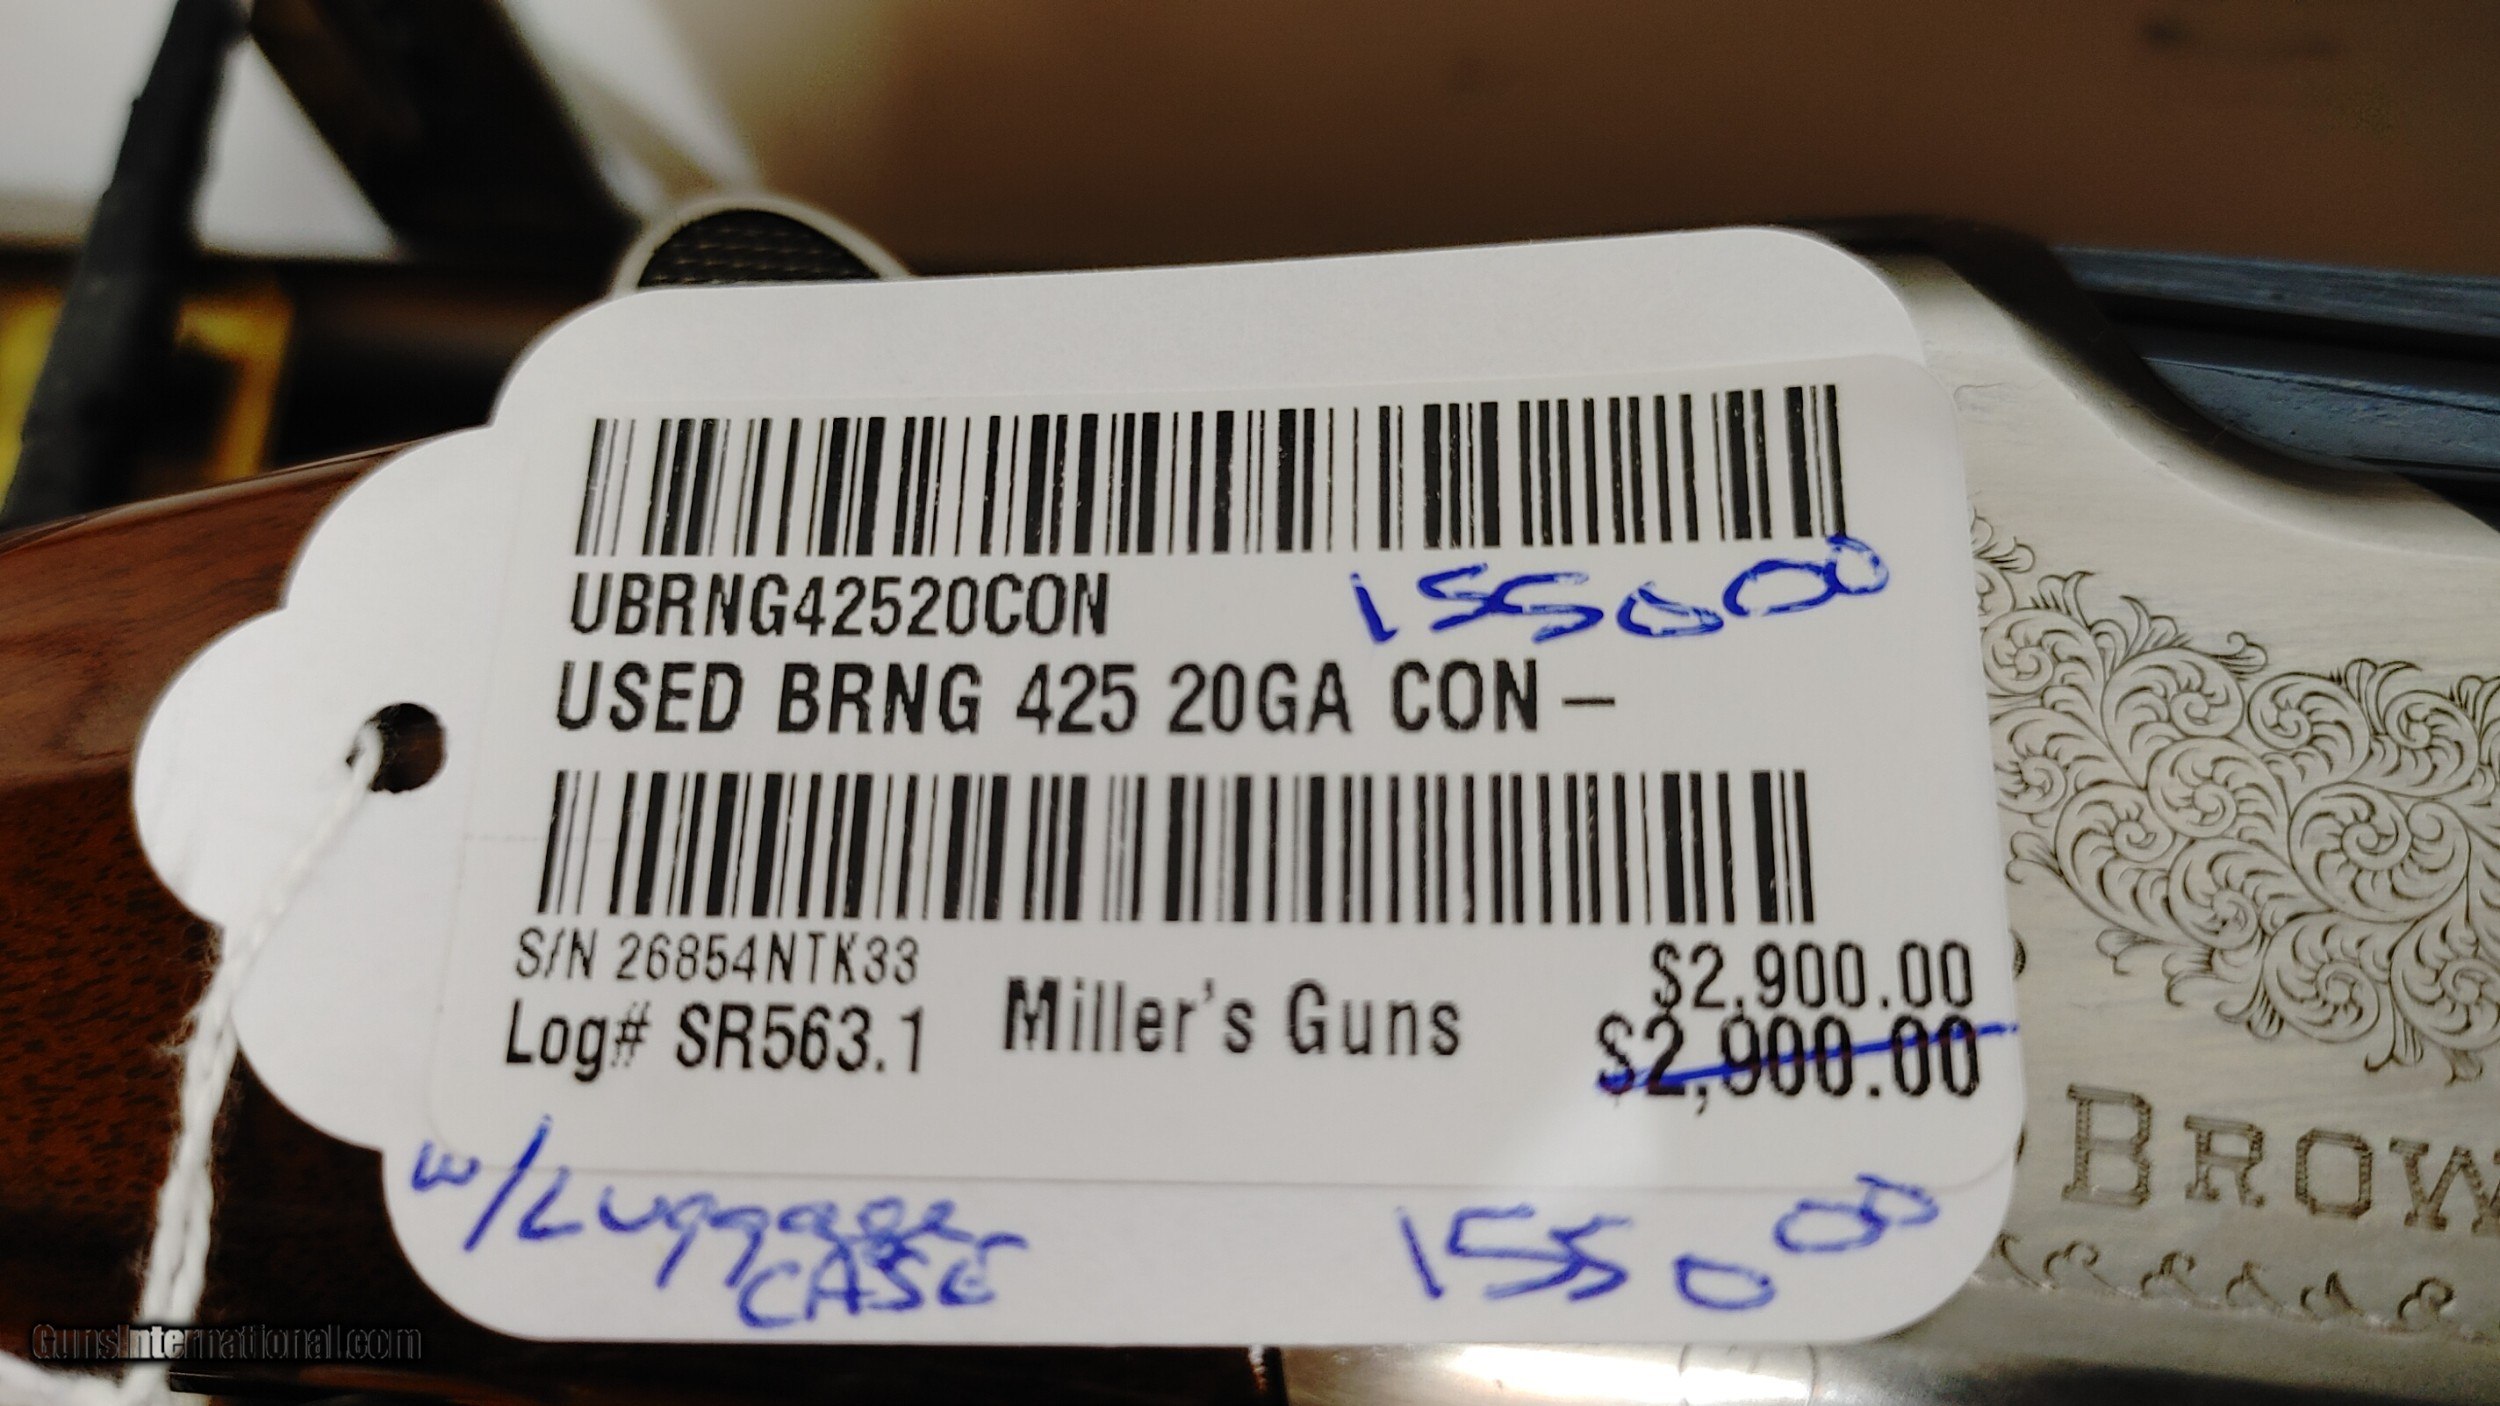 UBRNG42520CON
1550 00
USED BRNG 425 20GA CON –
S/N 26854NTK33
$2,900.00
Log# SR563.1
Miller's Guns
$2,900.00
w/Luggage
CASE
1550 00
BROW
GunsInternational.com